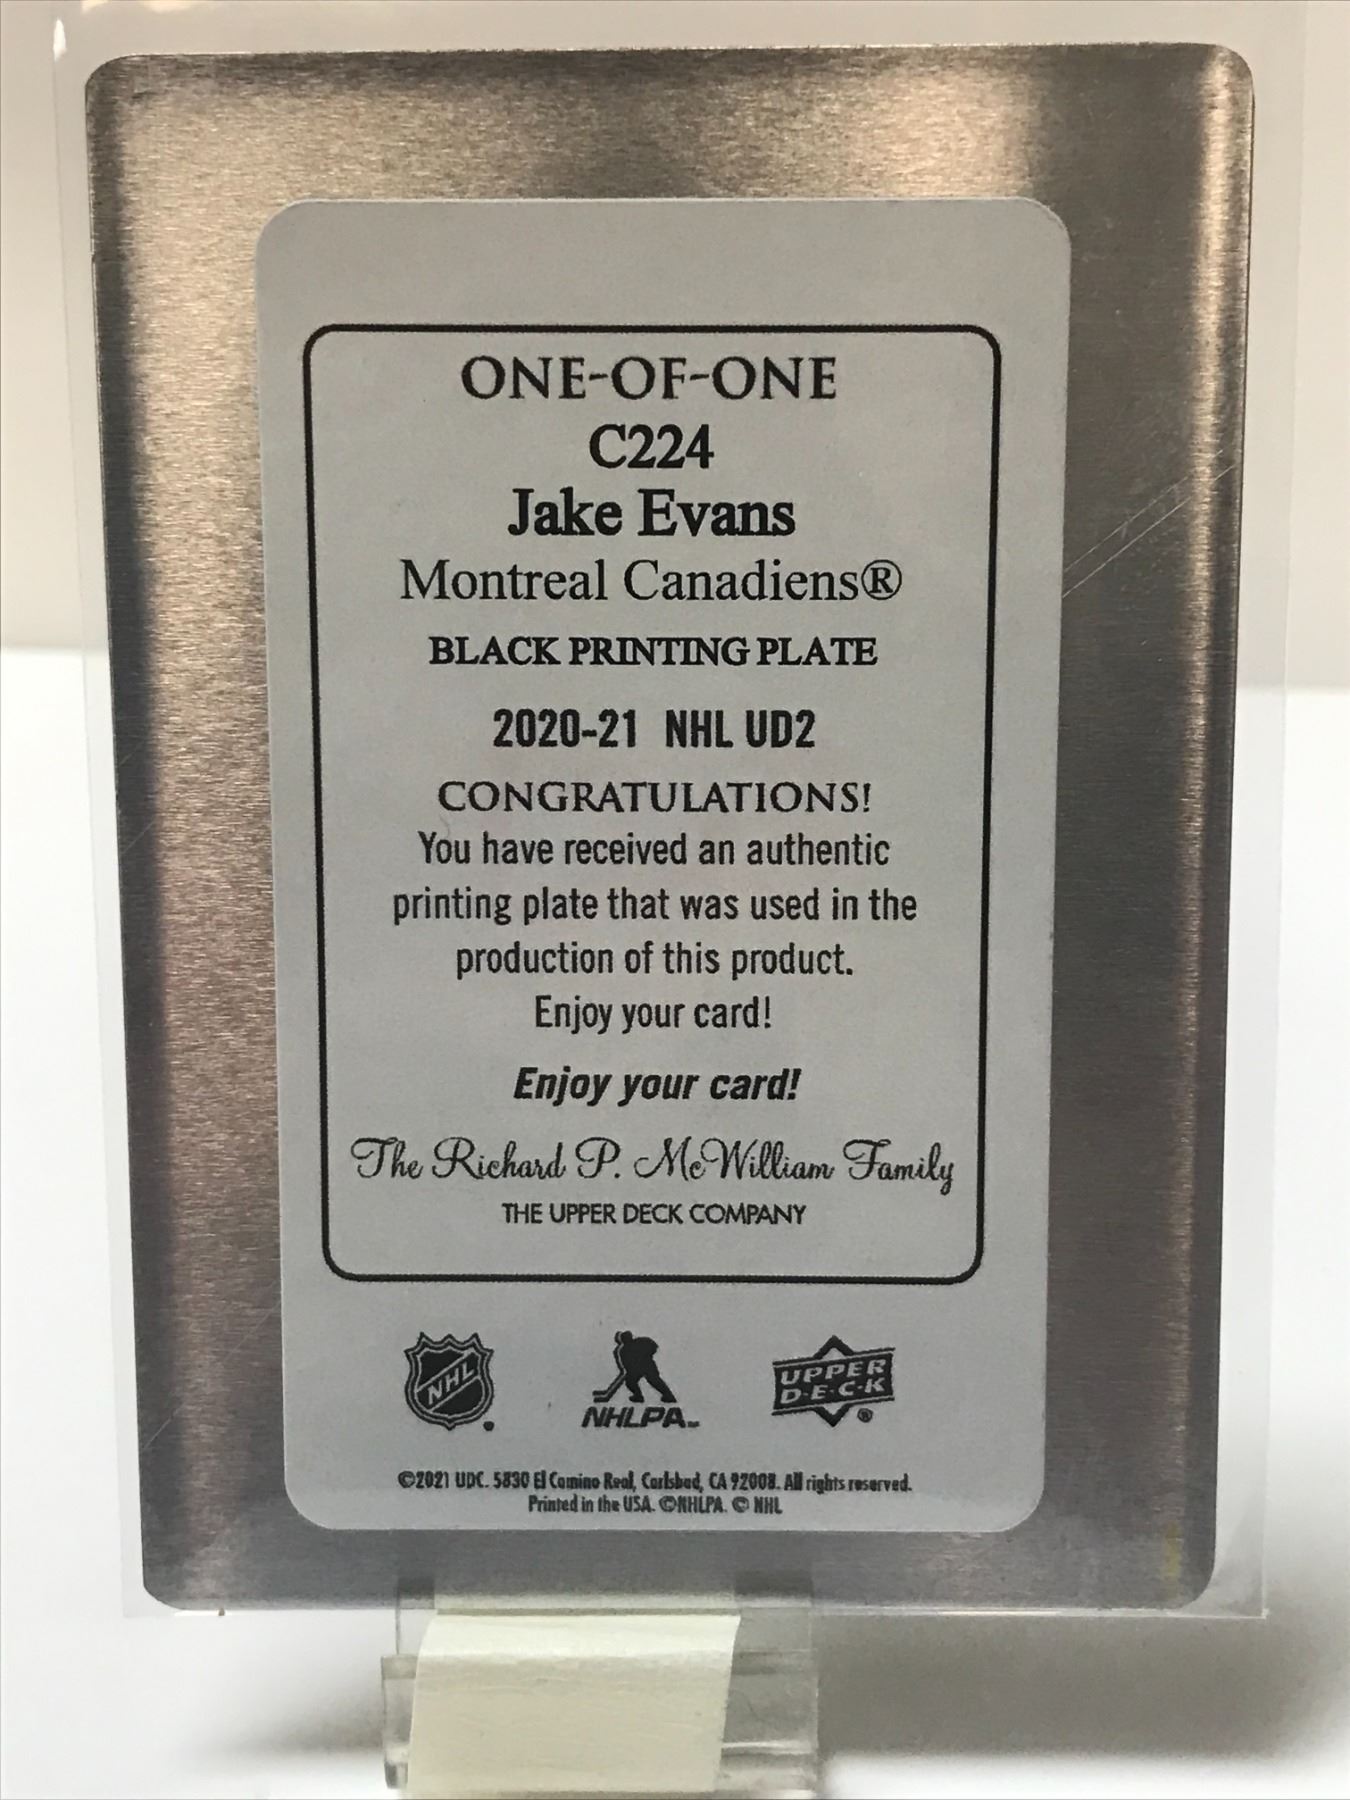 ONE-OF-ONE
C224
Jake Evans
Montreal Canadiens®
BLACK PRINTING PLATE
2020-21 NHL UD2
CONGRATULATIONS!
You have received an authentic
printing plate that was used in the
production of this product.
Enjoy your card!
Enjoy your card!
The Richard P. McWilliam Family
THE UPPER DECK COMPANY
NHL
NHLPA™
UPPER
D·E·C·K
®
©2021 UDC. 5830 El Camino Real, Carlsbad, CA 92008. All rights reserved.
Printed in the USA. ©NHLPA. © NHL